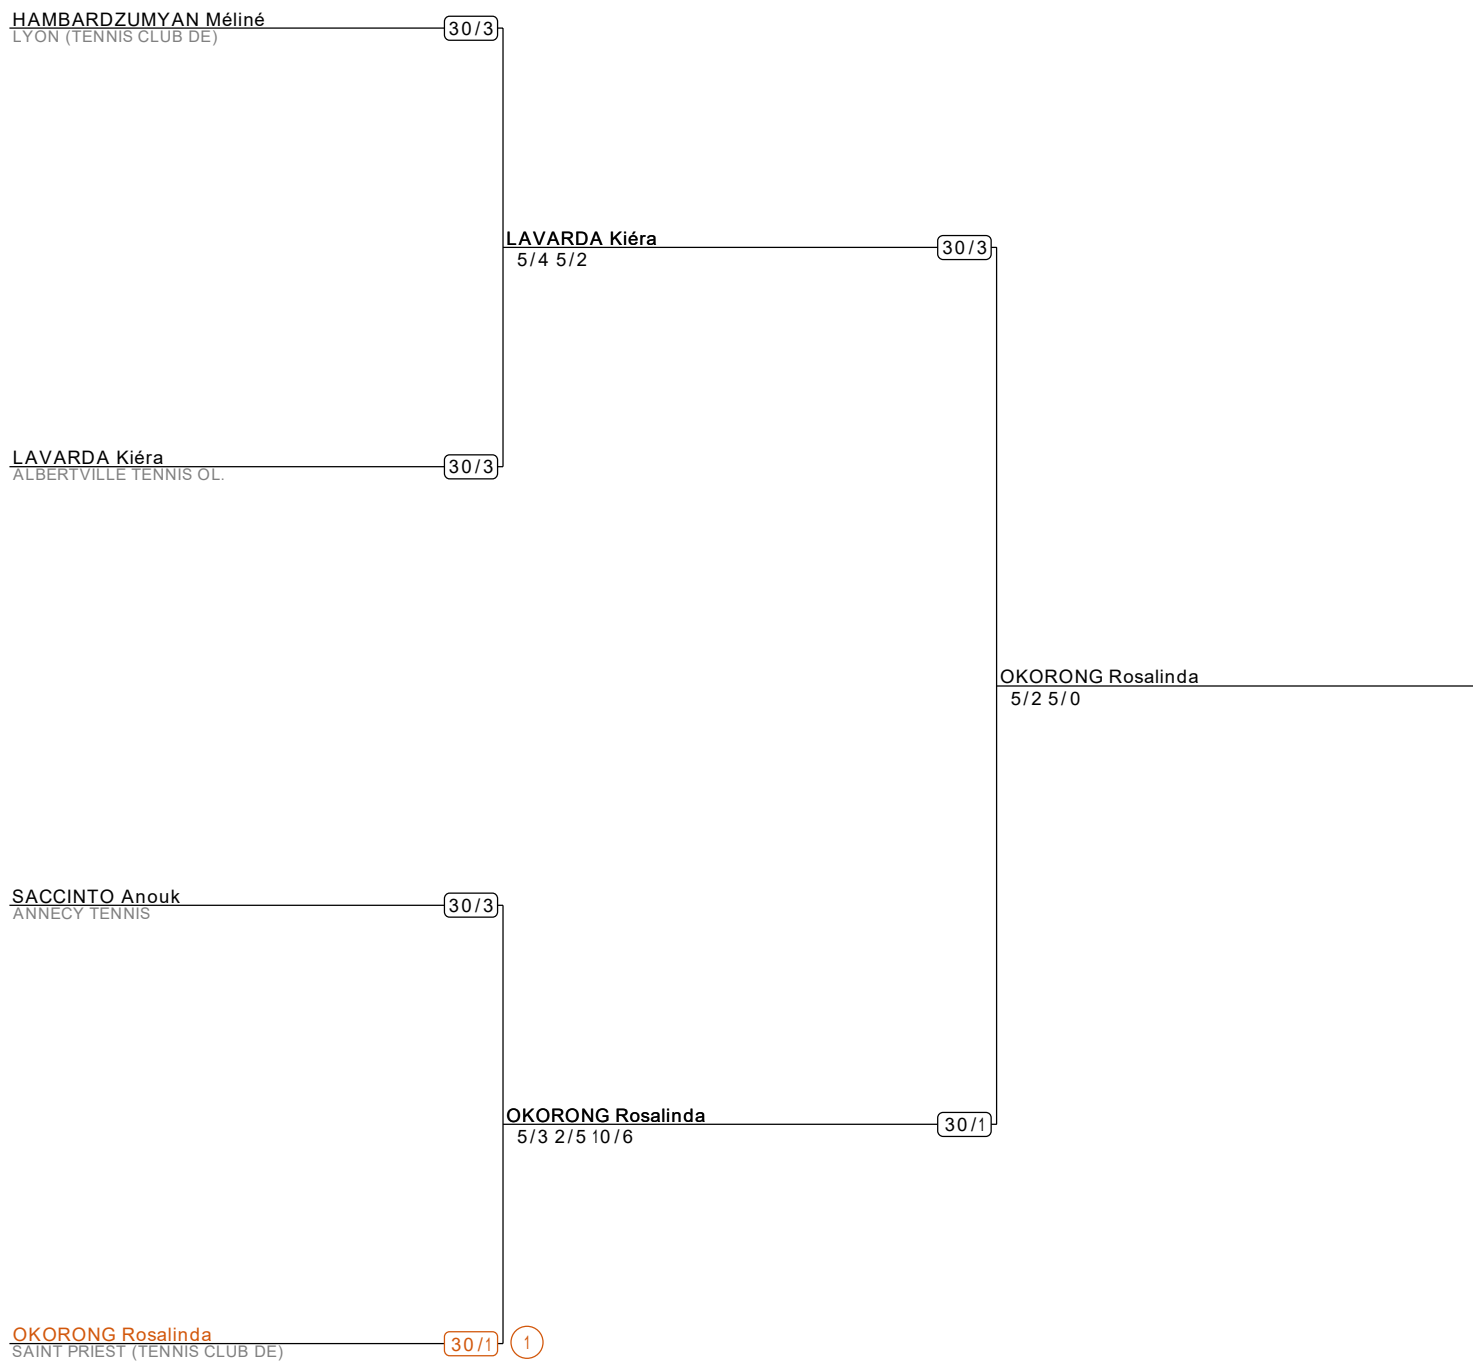 HAMBARDZUMYAN Méliné
30/3
LYON (TENNIS CLUB DE)
LAVARDA Kiéra
30/3
5/4 5/2
LAVARDA Kiéra
30/3
ALBERTVILLE TENNIS OL.
OKORONG Rosalinda
5/2 5/0
SACCINTO Anouk
30/3
ANNECY TENNIS
OKORONG Rosalinda
30/1
5/3 2/5 10/6
OKORONG Rosalinda
30/1 1
SAINT PRIEST (TENNIS CLUB DE)